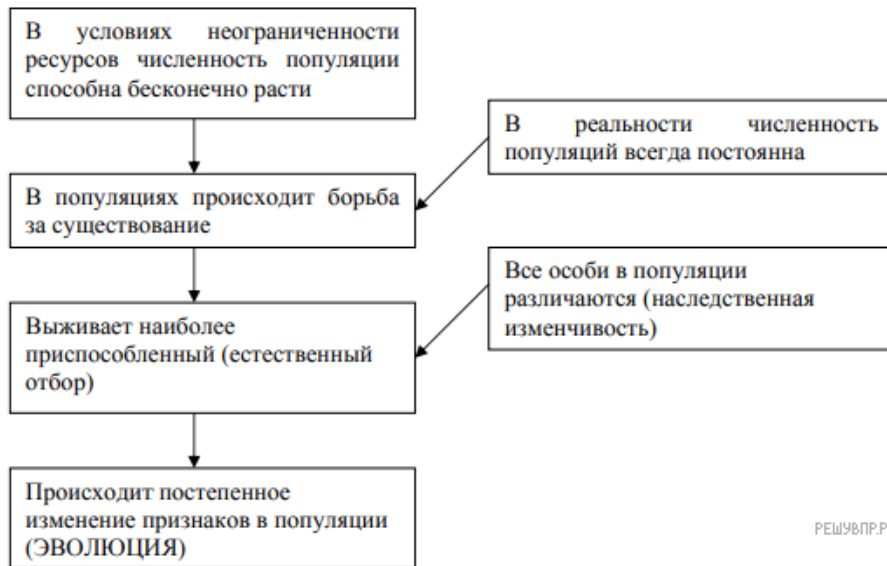 В условиях неограниченности
ресурсов численность популяции
способна бесконечно расти
В реальности численность
популяций всегда постоянна
В популяциях происходит борьба
за существование
Все особи в популяции
различаются (наследственная
изменчивость)
Выживает наиболее
приспособленный (естественный
отбор)
Происходит постепенное
изменение признаков в популяции
(ЭВОЛЮЦИЯ)
РЕШУВПР.Р